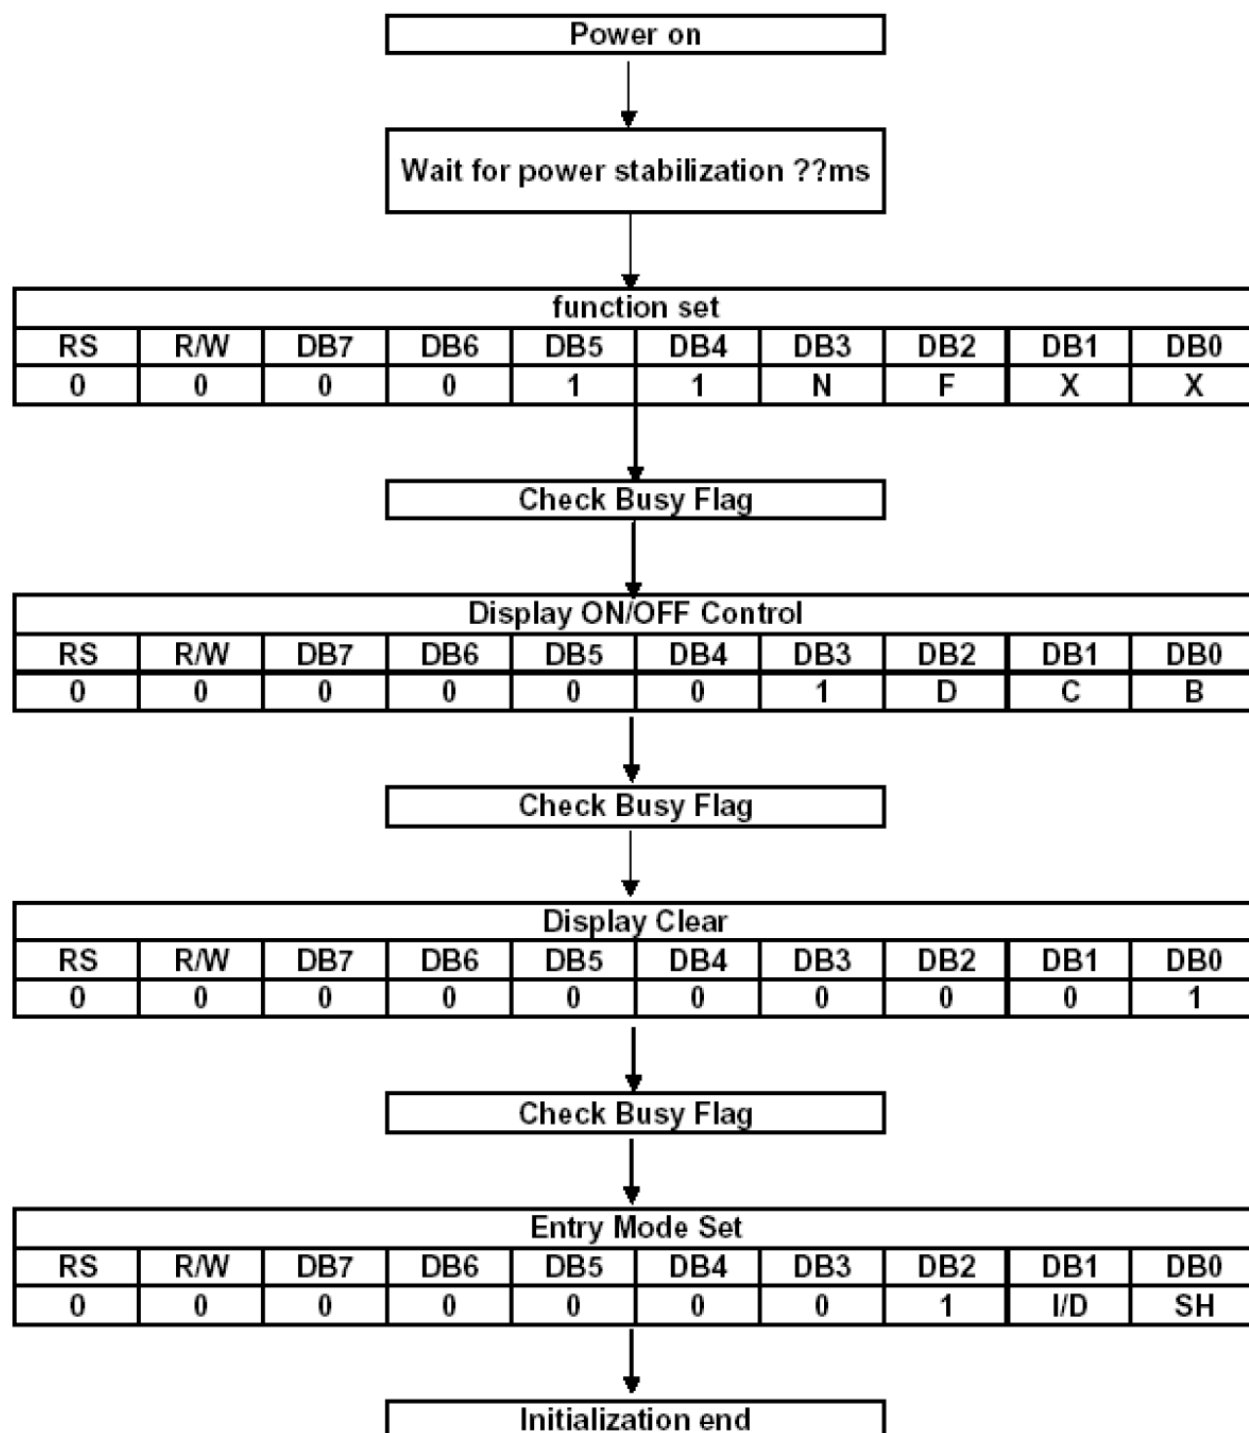 Power on
Wait for power stabilization ??ms
function set
RS R/W DB7 DB6 DB5 DB4 DB3 DB2 DB1 DB0
0 0 0 0 1 1 N F X X
Check Busy Flag
Display ON/OFF Control
RS R/W DB7 DB6 DB5 DB4 DB3 DB2 DB1 DB0
0 0 0 0 0 0 1 D C B
Check Busy Flag
Display Clear
RS R/W DB7 DB6 DB5 DB4 DB3 DB2 DB1 DB0
0 0 0 0 0 0 0 0 0 1
Check Busy Flag
Entry Mode Set
RS R/W DB7 DB6 DB5 DB4 DB3 DB2 DB1 DB0
0 0 0 0 0 0 0 1 I/D SH
Initialization end